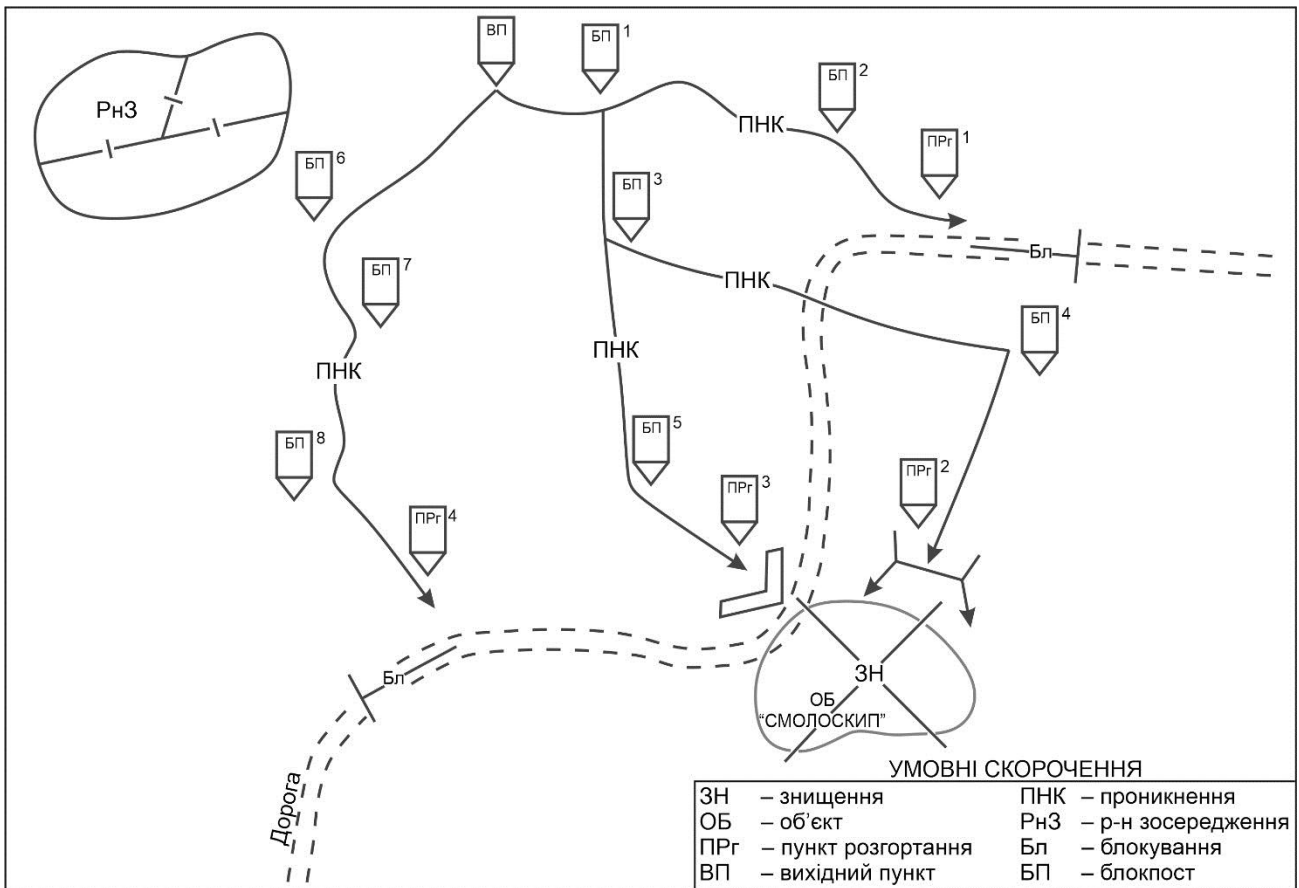 ВП
БП 1
БП 2
РнЗ
ПНК
ПРг 1
БП 6
БП 3
Бл
БП 7
ПНК
БП 4
ПНК
ПНК
БП 5
БП 8
ПРг 2
ПРг 3
ПРг 4
Бл
ЗН
ОБ
“СМОЛОСКИП”
Дорога
УМОВНІ СКОРОЧЕННЯ
ЗН – знищення
ОБ – об’єкт
ПРг – пункт розгортання
ВП – вихідний пункт
ПНК – проникнення
РнЗ – р-н зосередження
Бл – блокування
БП – блокпост